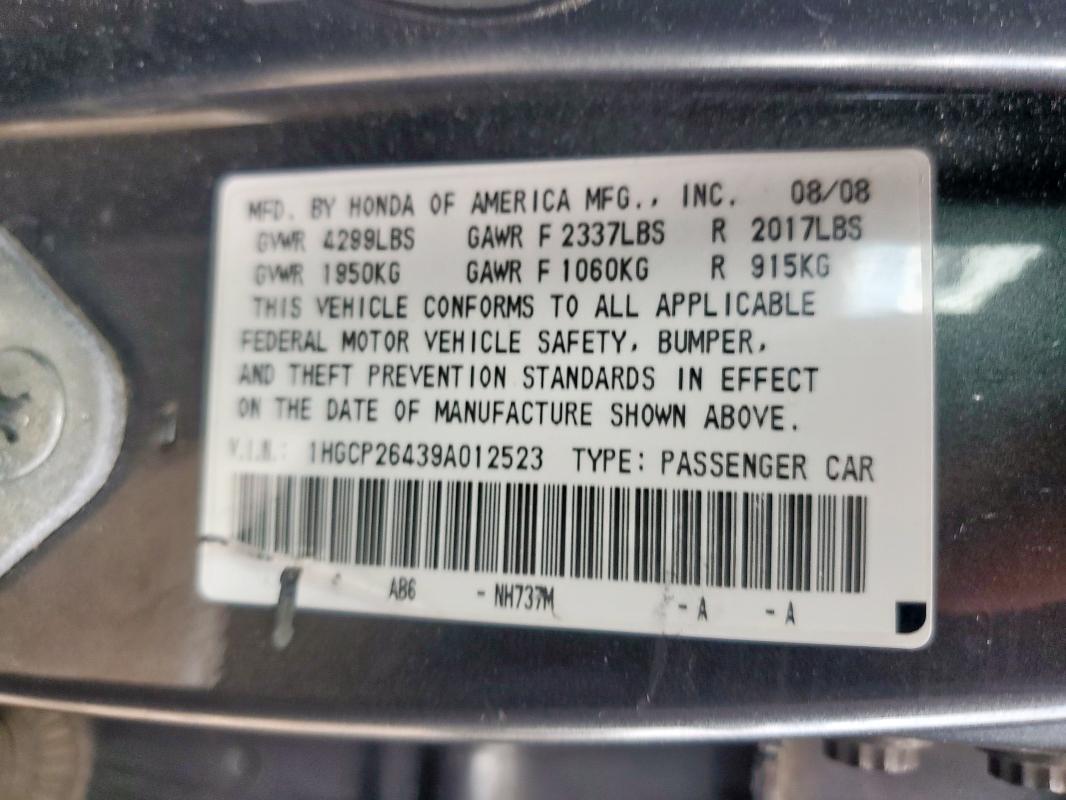 MFD. BY HONDA OF AMERICA MFG., INC. 08/08
GVWR 4299LBS GAWR F 2337LBS R 2017LBS
GVWR 1950KG GAWR F 1060KG R 915KG
THIS VEHICLE CONFORMS TO ALL APPLICABLE
FEDERAL MOTOR VEHICLE SAFETY, BUMPER,
AND THEFT PREVENTION STANDARDS IN EFFECT
ON THE DATE OF MANUFACTURE SHOWN ABOVE.
V.I.N.: 1HGCP26439A012523 TYPE: PASSENGER CAR
AB6 - NH737M - A - A